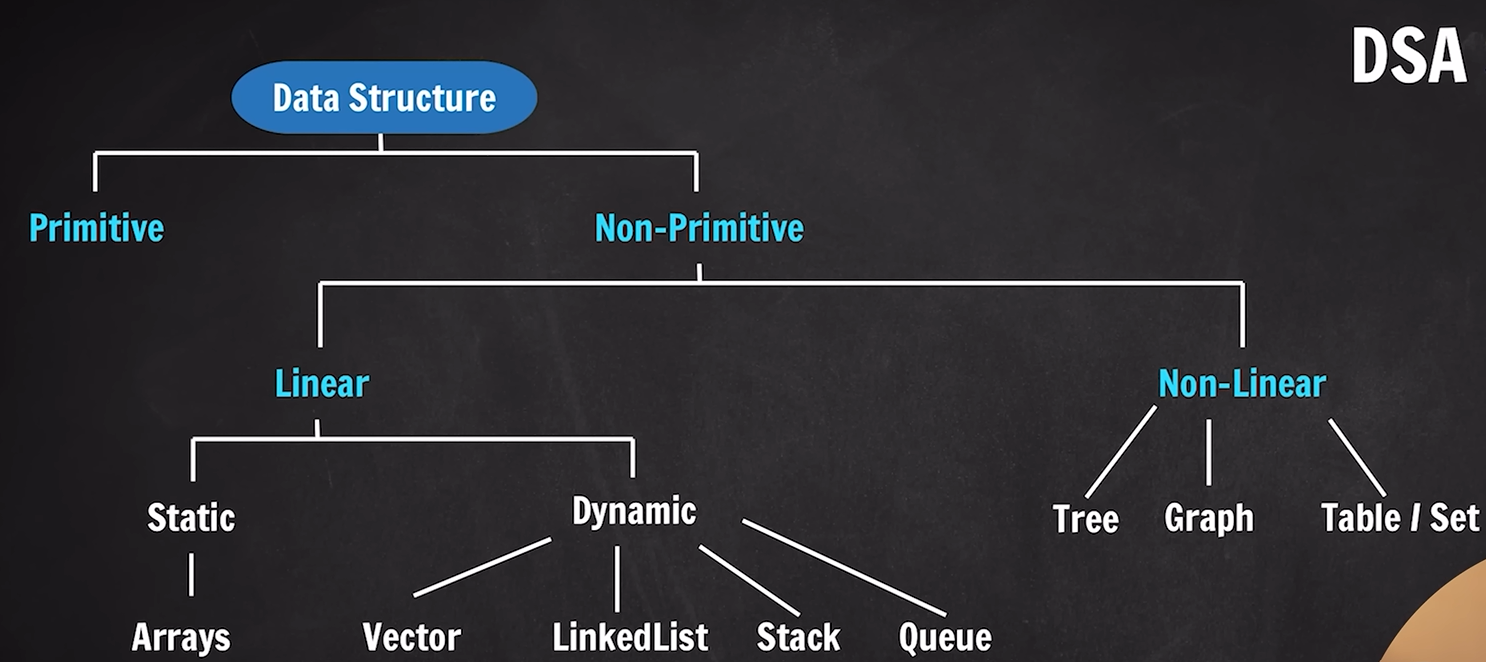 DSA
Data Structure
Primitive
Non-Primitive
Linear
Non-Linear
Static
Dynamic
Tree
Graph
Table / Set
Arrays
Vector
LinkedList
Stack
Queue